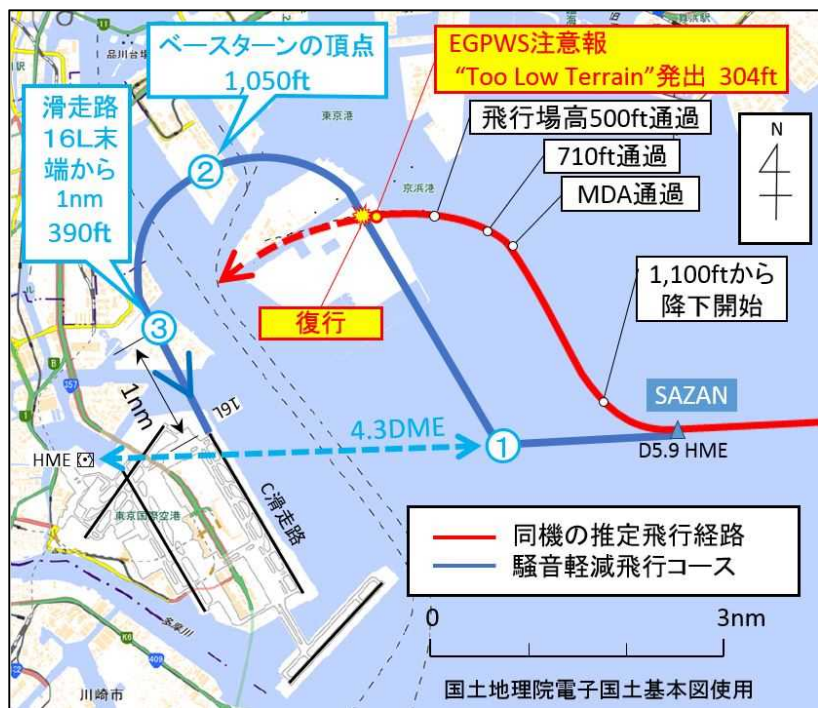 品川台場
ベースターンの頂点
1,050ft
EGPWS注意報
“Too Low Terrain”発出 304ft
東京港
滑走路
16L末
端から
1nm
390ft
飛行場高500ft通過
710ft通過
MDA通過
N
②
京浜港
1,100ftから
降下開始
復行
③
1nm
16L
357
SAZAN
4.3DME
①
D5.9 HME
HME
東京国際空港
C滑走路
同機の推定飛行経路
騒音軽減飛行コース
0
3nm
多摩川
K6
409
川崎市
国土地理院電子国土基本図使用